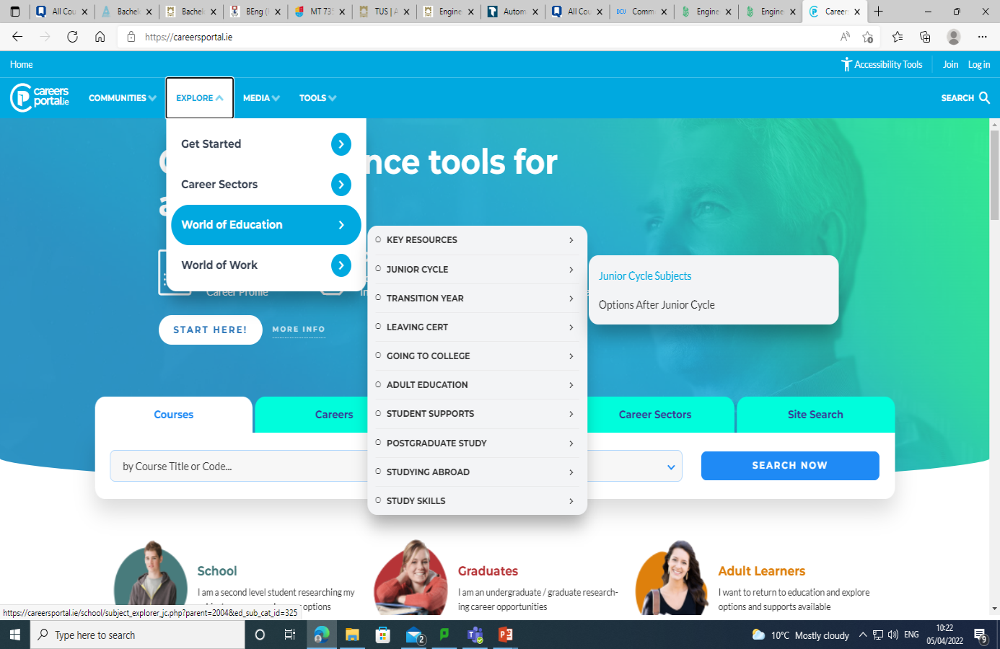 All Cou
Bachel
Bachel
BEng (
MT 73
TUS | A
Engine
Autom
All Cou
Comm
Engine
Engine
Career
https://careersportal.ie
Home
Accessibility Tools
Join
Log in
careers
portal.ie
COMMUNITIES
EXPLORE
MEDIA
TOOLS
SEARCH
nce tools for
Get Started
Career Sectors
World of Education
World of Work
Career Profile
START HERE!
MORE INFO
KEY RESOURCES
JUNIOR CYCLE
TRANSITION YEAR
LEAVING CERT
GOING TO COLLEGE
ADULT EDUCATION
STUDENT SUPPORTS
POSTGRADUATE STUDY
STUDYING ABROAD
STUDY SKILLS
Junior Cycle Subjects
Options After Junior Cycle
Courses
Careers
Career Sectors
Site Search
by Course Title or Code...
SEARCH NOW
School
I am a second level student researching my
options
Graduates
I am an undergraduate / graduate research-
ing career opportunities
Adult Learners
I want to return to education and explore
options and supports available
https://careersportal.ie/school/subject_explorer_jc.php?parent=2004&ed_sub_cat_id=325
Type here to search
2
10°C Mostly cloudy
ENG
10:22
05/04/2022
9